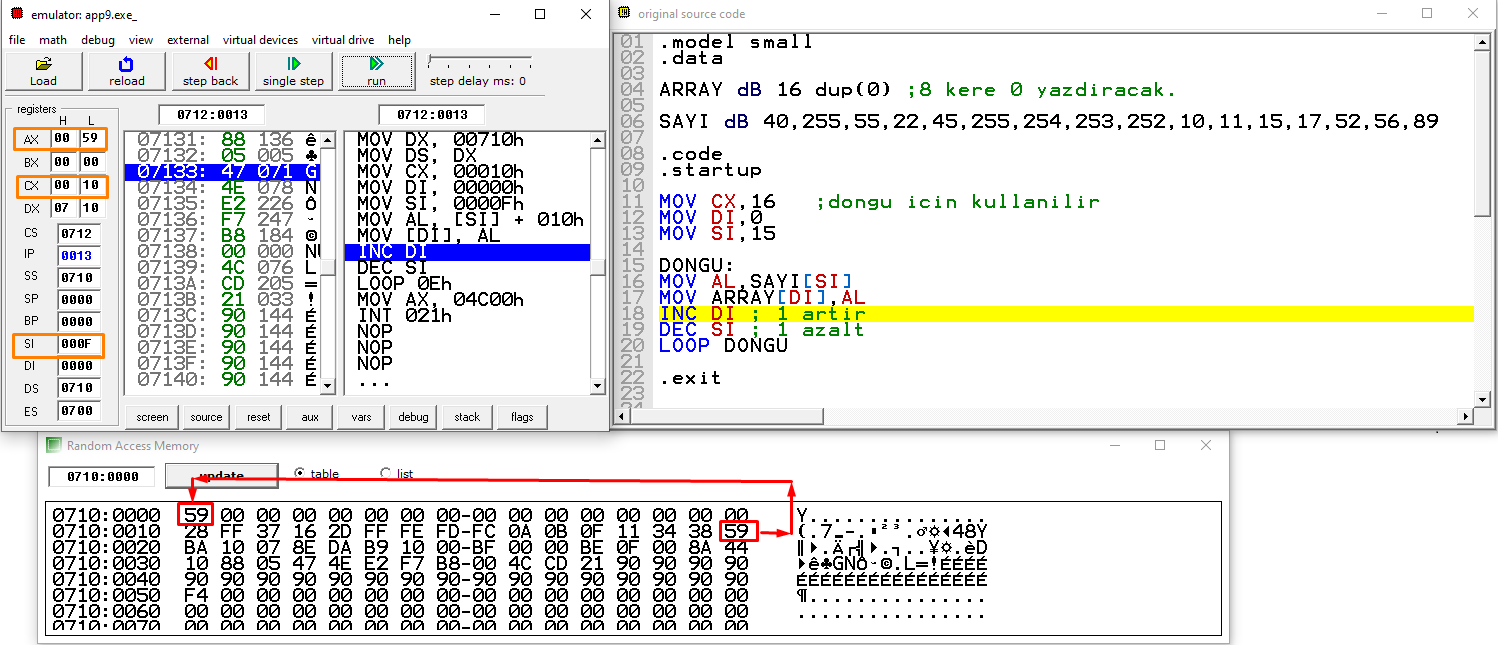 emulator: app9.exe_
file math debug view external virtual devices virtual drive help
Load reload step back single step run step delay ms: 0
registers
H L
AX 00 59
BX 00 00
CX 00 10
DX 07 10
CS 0712
IP 0013
SS 0710
SP 0000
BP 0000
SI 000F
DI 0000
DS 0710
ES 0700
0712:0013
07131: 88 136 ê
07132: 05 005 ♣
07133: 47 071 G
07134: 4E 078 N
07135: E2 226 Ô
07136: F7 247
07137: B8 184 ©
07138: 00 000 NU
07139: 4C 076 L
0713A: CD 205 =
0713B: 21 033 !
0713C: 90 144 É
0713D: 90 144 É
0713E: 90 144 É
0713F: 90 144 É
07140: 90 144 É
0712:0013
MOV DX, 00710h
MOV DS, DX
MOV CX, 00010h
MOV DI, 00000h
MOV SI, 0000Fh
MOV AL, [SI] + 010h
MOV [DI], AL
INC DI
DEC SI
LOOP 0Eh
MOV AX, 04C00h
INT 021h
NOP
NOP
NOP
...
screen source reset aux vars debug stack flags
original source code
01 .model small
02 .data
03
04 ARRAY dB 16 dup(0) ;8 kere 0 yazdiracak.
05
06 SAYI dB 40,255,55,22,45,255,254,253,252,10,11,15,17,52,56,89
07
08 .code
09 .startup
10
11 MOV CX,16 ;dongu icin kullanilir
12 MOV DI,0
13 MOV SI,15
14
15 DONGU:
16 MOV AL,SAYI[SI]
17 MOV ARRAY[DI],AL
18 INC DI ; 1 artir
19 DEC SI ; 1 azalt
20 LOOP DONGU
21
22 .exit
23
24
Random Access Memory
0710:0000 update table list
0710:0000 59 00 00 00 00 00 00 00-00 00 00 00 00 00 00 00 Y...............
0710:0010 28 FF 37 16 2D FF FE FD-FC 0A 0B 0F 11 34 38 59
0710:0020 BA 10 07 8E DA B9 10 00-BF 00 00 BE 0F 00 8A 44
0710:0030 10 88 05 47 4E E2 F7 B8-00 4C CD 21 90 90 90 90
0710:0040 90 90 90 90 90 90 90 90-90 90 90 90 90 90 90 90 ÉÉÉÉÉÉÉÉÉÉÉÉÉÉÉÉ
0710:0050 F4 00 00 00 00 00 00 00-00 00 00 00 00 00 00 00 ¶...............
0710:0060 00 00 00 00 00 00 00 00-00 00 00 00 00 00 00 00 ................
0710:0070 00 00 00 00 00 00 00 00-00 00 00 00 00 00 00 00